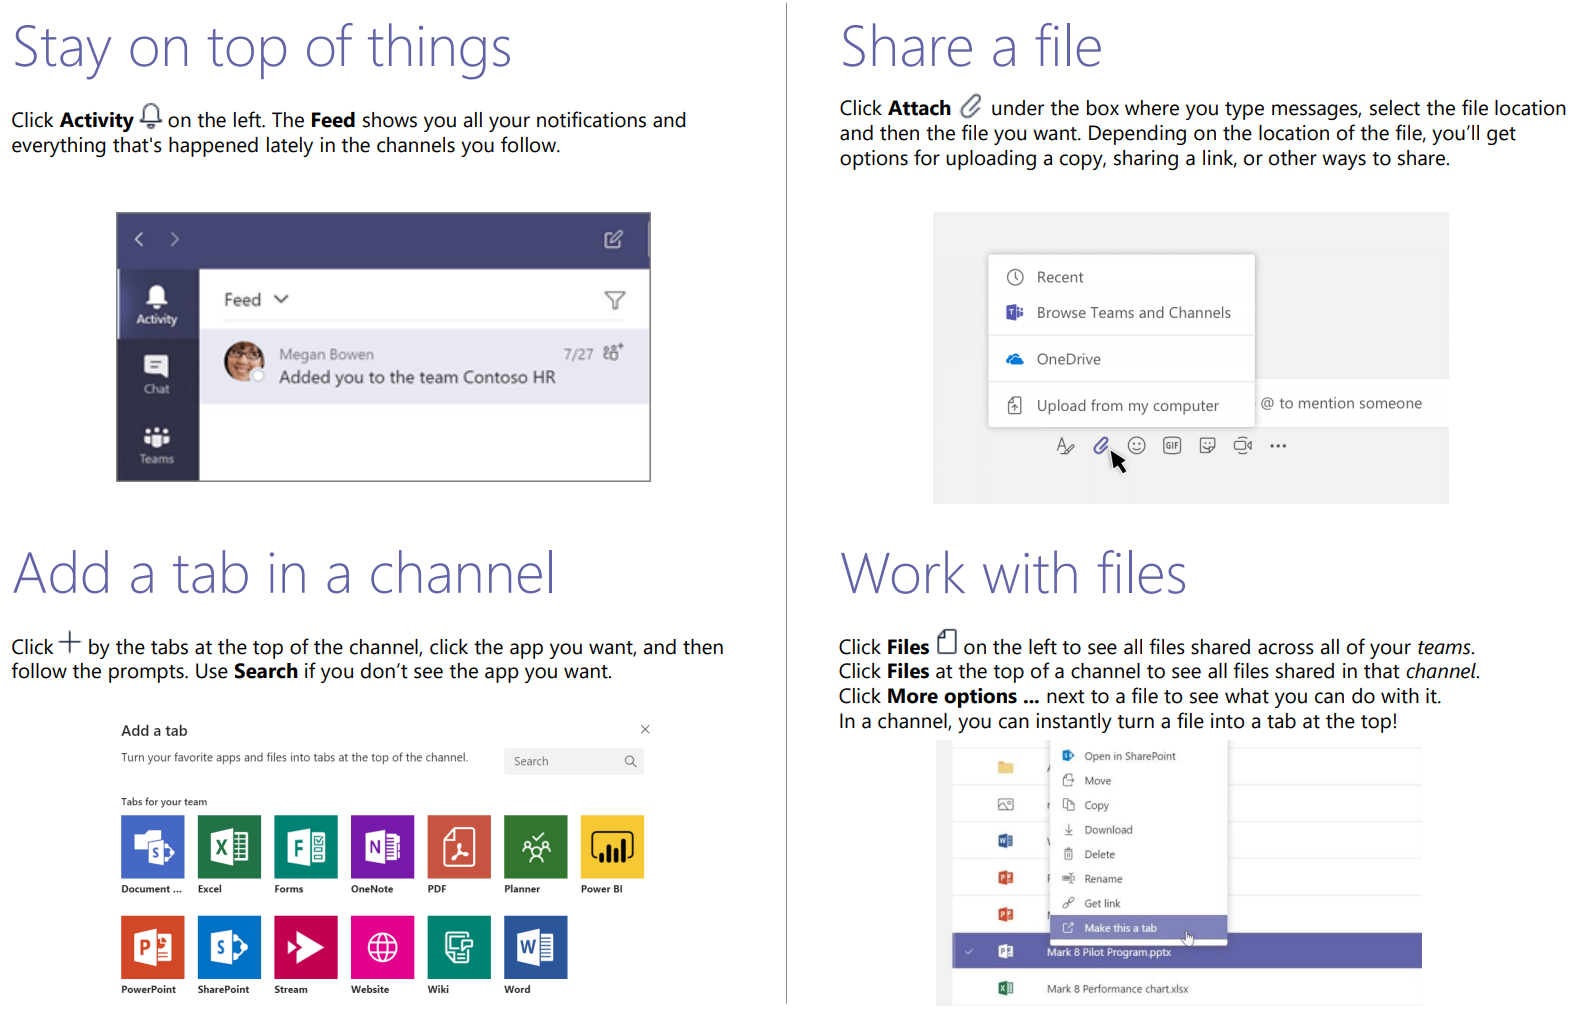 Stay on top of things
Click Activity on the left. The Feed shows you all your notifications and
everything that's happened lately in the channels you follow.
Feed
Activity
Megan Bowen 7/27
Added you to the team Contoso HR
Chat
Teams
Share a file
Click Attach under the box where you type messages, select the file location
and then the file you want. Depending on the location of the file, you’ll get
options for uploading a copy, sharing a link, or other ways to share.
Recent
Browse Teams and Channels
OneDrive
Upload from my computer
@ to mention someone
GIF
Add a tab in a channel
Click + by the tabs at the top of the channel, click the app you want, and then
follow the prompts. Use Search if you don’t see the app you want.
Add a tab
Turn your favorite apps and files into tabs at the top of the channel.
Search
Tabs for your team
Document ... Excel Forms OneNote PDF Planner Power BI
PowerPoint SharePoint Stream Website Wiki Word
Work with files
Click Files on the left to see all files shared across all of your teams.
Click Files at the top of a channel to see all files shared in that channel.
Click More options ... next to a file to see what you can do with it.
In a channel, you can instantly turn a file into a tab at the top!
Open in SharePoint
Move
Copy
Download
Delete
Rename
Get link
Make this a tab
Mark 8 Pilot Program.pptx
Mark 8 Performance chart.xlsx